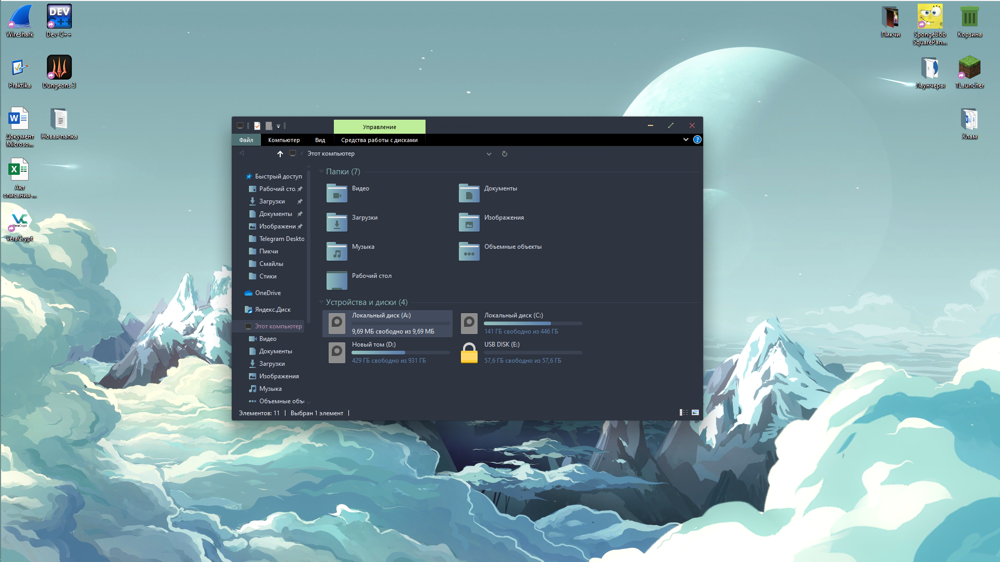 Wireshark
DEV
C++
Dev-C++
Praktika
Dungeons 3
Документ
Microso...
Новая папка
Акт
списания ...
VeraCrypt
VeraCrypt
Пикчи
SpongeBob
SquarePan...
Корзина
Лаунчеры
TLauncher
Хлам
Управление
Файл
Компьютер
Вид
Средства работы с дисками
Этот компьютер
Быстрый доступ
Рабочий сто.
Загрузки
Документы
Изображени
Telegram Deskto
Пикчи
Смайлы
Стики
OneDrive
Яндекс.Диск
Этот компьютер
Видео
Документы
Загрузки
Изображения
Музыка
Объемные объе
Папки (7)
Видео
Документы
Загрузки
Изображения
Музыка
Объемные объекты
Рабочий стол
Устройства и диски (4)
Локальный диск (A:)
9,69 МБ свободно из 9,69 МБ
Локальный диск (C:)
141 ГБ свободно из 446 ГБ
Новый том (D:)
429 ГБ свободно из 931 ГБ
USB DISK (E:)
57,6 ГБ свободно из 57,6 ГБ
Элементов: 11
Выбран 1 элемент